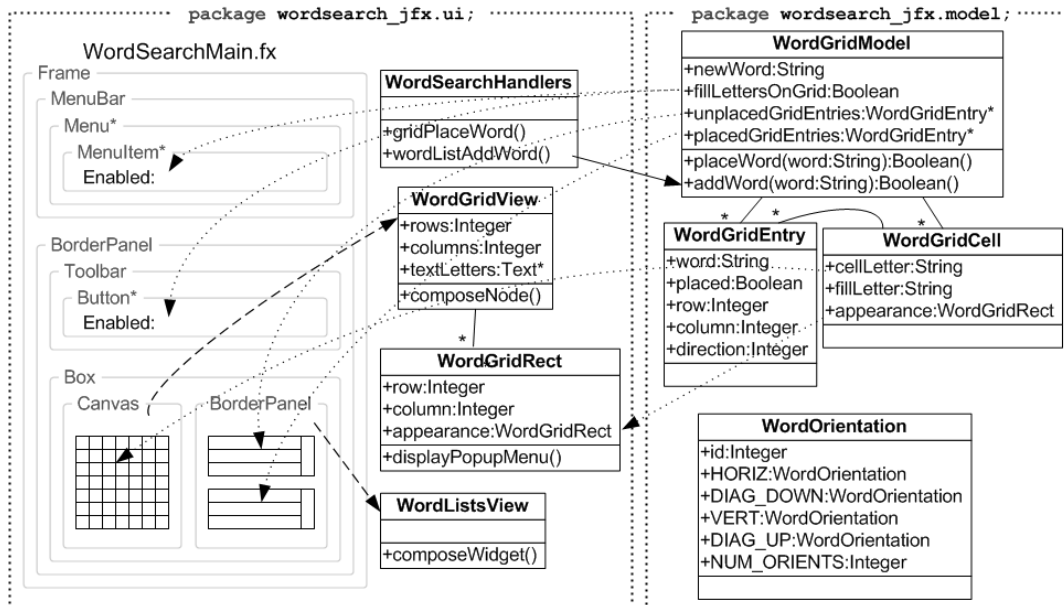 package wordsearch_jfx.ui;
WordSearchMain.fx
Frame
MenuBar
Menu*
MenuItem*
Enabled:
BorderPanel
Toolbar
Button*
Enabled:
Box
Canvas
BorderPanel
WordSearchHandlers
+gridPlaceWord()
+wordListAddWord()
WordGridView
+rows:Integer
+columns:Integer
+textLetters:Text*
+composeNode()
*
WordGridRect
+row:Integer
+column:Integer
+appearance:WordGridRect
+displayPopupMenu()
WordListsView
+composeWidget()
package wordsearch_jfx.model;
WordGridModel
+newWord:String
+fillLettersOnGrid:Boolean
+unplacedGridEntries:WordGridEntry*
+placedGridEntries:WordGridEntry*
+placeWord(word:String):Boolean()
+addWord(word:String):Boolean()
* * *
WordGridEntry
+word:String
+placed:Boolean
+row:Integer
+column:Integer
+direction:Integer
WordGridCell
+cellLetter:String
+fillLetter:String
+appearance:WordGridRect
WordOrientation
+id:Integer
+HORIZ:WordOrientation
+DIAG_DOWN:WordOrientation
+VERT:WordOrientation
+DIAG_UP:WordOrientation
+NUM_ORIENTS:Integer